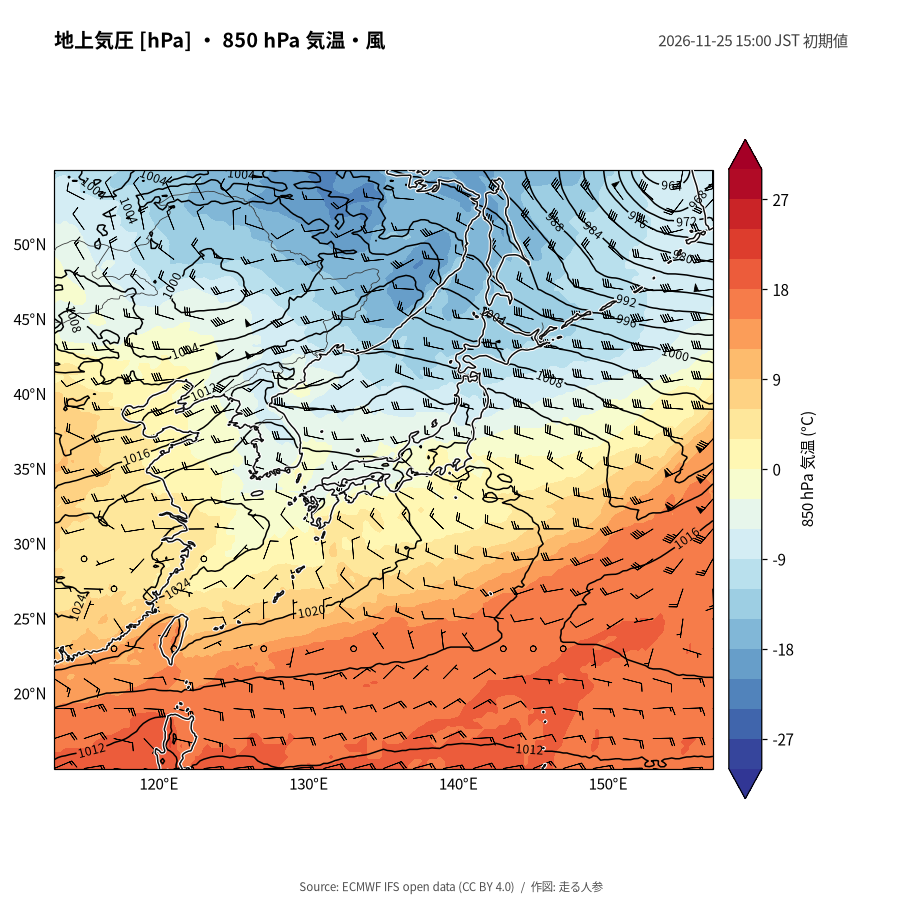 地上気圧 [hPa] ・ 850 hPa 気温・風
2026-11-25 15:00 JST 初期値
1004 1004 1004 964
1004 988 968
988 984 976 972
980
50°N
1000
992
45°N
1008 1004 996
1004 1000
1012 1008
40°N
1016
35°N
1016
30°N
1024
1024 1020
25°N
20°N
1012 1012
120°E 130°E 140°E 150°E
27
18
9
0
-9
-18
-27
850 hPa 気温 (°C)
Source: ECMWF IFS open data (CC BY 4.0) / 作図: 走る人参